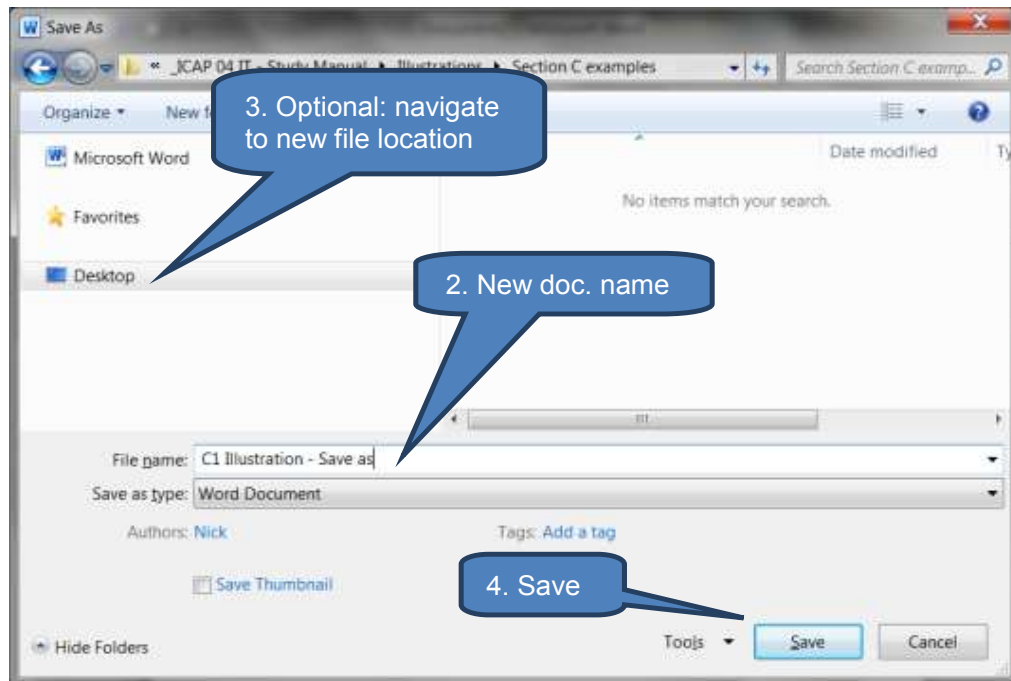 Save As
« _ICAP 04 IT - Study Manual ▸ Illustrations ▸ Section C examples
Search Section C examp...
Organize
3. Optional: navigate
to new file location
Microsoft Word
Date modified
No items match your search.
Favorites
Desktop
2. New doc. name
File name: C1 Illustration - Save as
Save as type: Word Document
Authors: Nick
Tags: Add a tag
Save Thumbnail
4. Save
Hide Folders
Tools
Save
Cancel